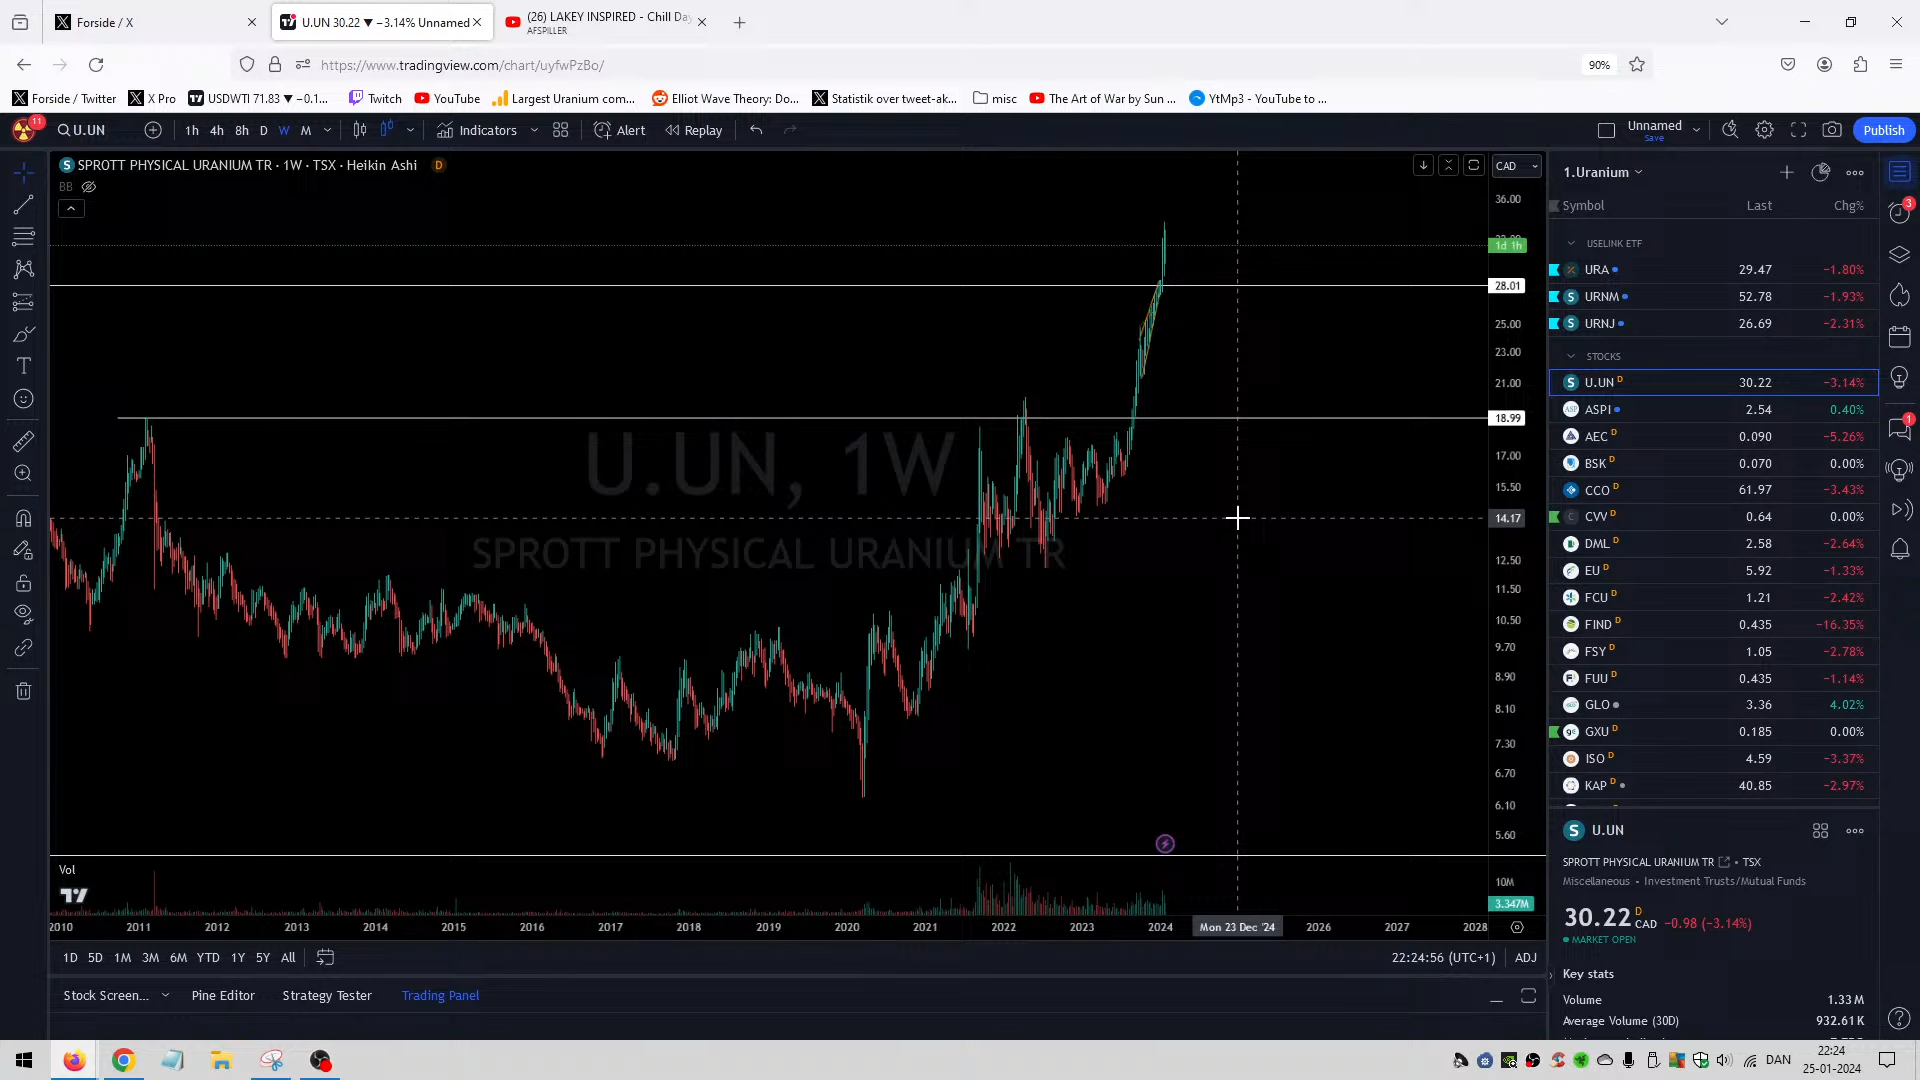 Forside / X
U.UN 30.22 ▼ −3.14% Unnamed
(26) LAKEY INSPIRED - Chill Day
AFSPILLER
https://www.tradingview.com/chart/uyfwPzBo/
90%
Forside / Twitter
X Pro
USDWTI 71.83 ▼ −0.1...
Twitch
YouTube
Largest Uranium com...
Elliot Wave Theory: Do...
Statistik over tweet-ak...
misc
The Art of War by Sun ...
YtMp3 - YouTube to ...
11
U.UN
1h 4h 8h D W M
Indicators
Alert
Replay
Unnamed
Save
Publish
S SPROTT PHYSICAL URANIUM TR · 1W · TSX · Heikin Ashi D
BB
CAD
36.00
1d 1h
28.01
25.00
23.00
21.00
18.99
17.00
15.50
14.17
12.50
11.50
10.50
9.70
8.90
8.10
7.30
6.70
6.10
5.60
U.UN, 1W
SPROTT PHYSICAL URANIUM TR
Vol
10M
3.347M
2010 2011 2012 2013 2014 2015 2016 2017 2018 2019 2020 2021 2022 2023 2024 Mon 23 Dec '24 2026 2027 2028
1D 5D 1M 3M 6M YTD 1Y 5Y All
22:24:56 (UTC+1) ADJ
Stock Screen... Pine Editor Strategy Tester Trading Panel
1.Uranium
Symbol Last Chg%
USELINK ETF
URA 29.47 −1.80%
URNM 52.78 −1.93%
URNJ 26.69 −2.31%
STOCKS
U.UN D 30.22 −3.14%
ASPI 2.54 0.40%
AEC D 0.090 −5.26%
BSK D 0.070 0.00%
CCO D 61.97 −3.43%
CVV D 0.64 0.00%
DML D 2.58 −2.64%
EU D 5.92 −1.33%
FCU D 1.21 −2.42%
FIND D 0.435 −16.35%
FSY D 1.05 −2.78%
FUU D 0.435 −1.14%
GLO 3.36 4.02%
GXU D 0.185 0.00%
ISO D 4.59 −3.37%
KAP D 40.85 −2.97%
S U.UN
SPROTT PHYSICAL URANIUM TR • TSX
Miscellaneous • Investment Trusts/Mutual Funds
30.22 D CAD −0.98 (−3.14%)
MARKET OPEN
Key stats
Volume 1.33 M
Average Volume (30D) 932.61 K
3
1
DAN
22:24
25-01-2024